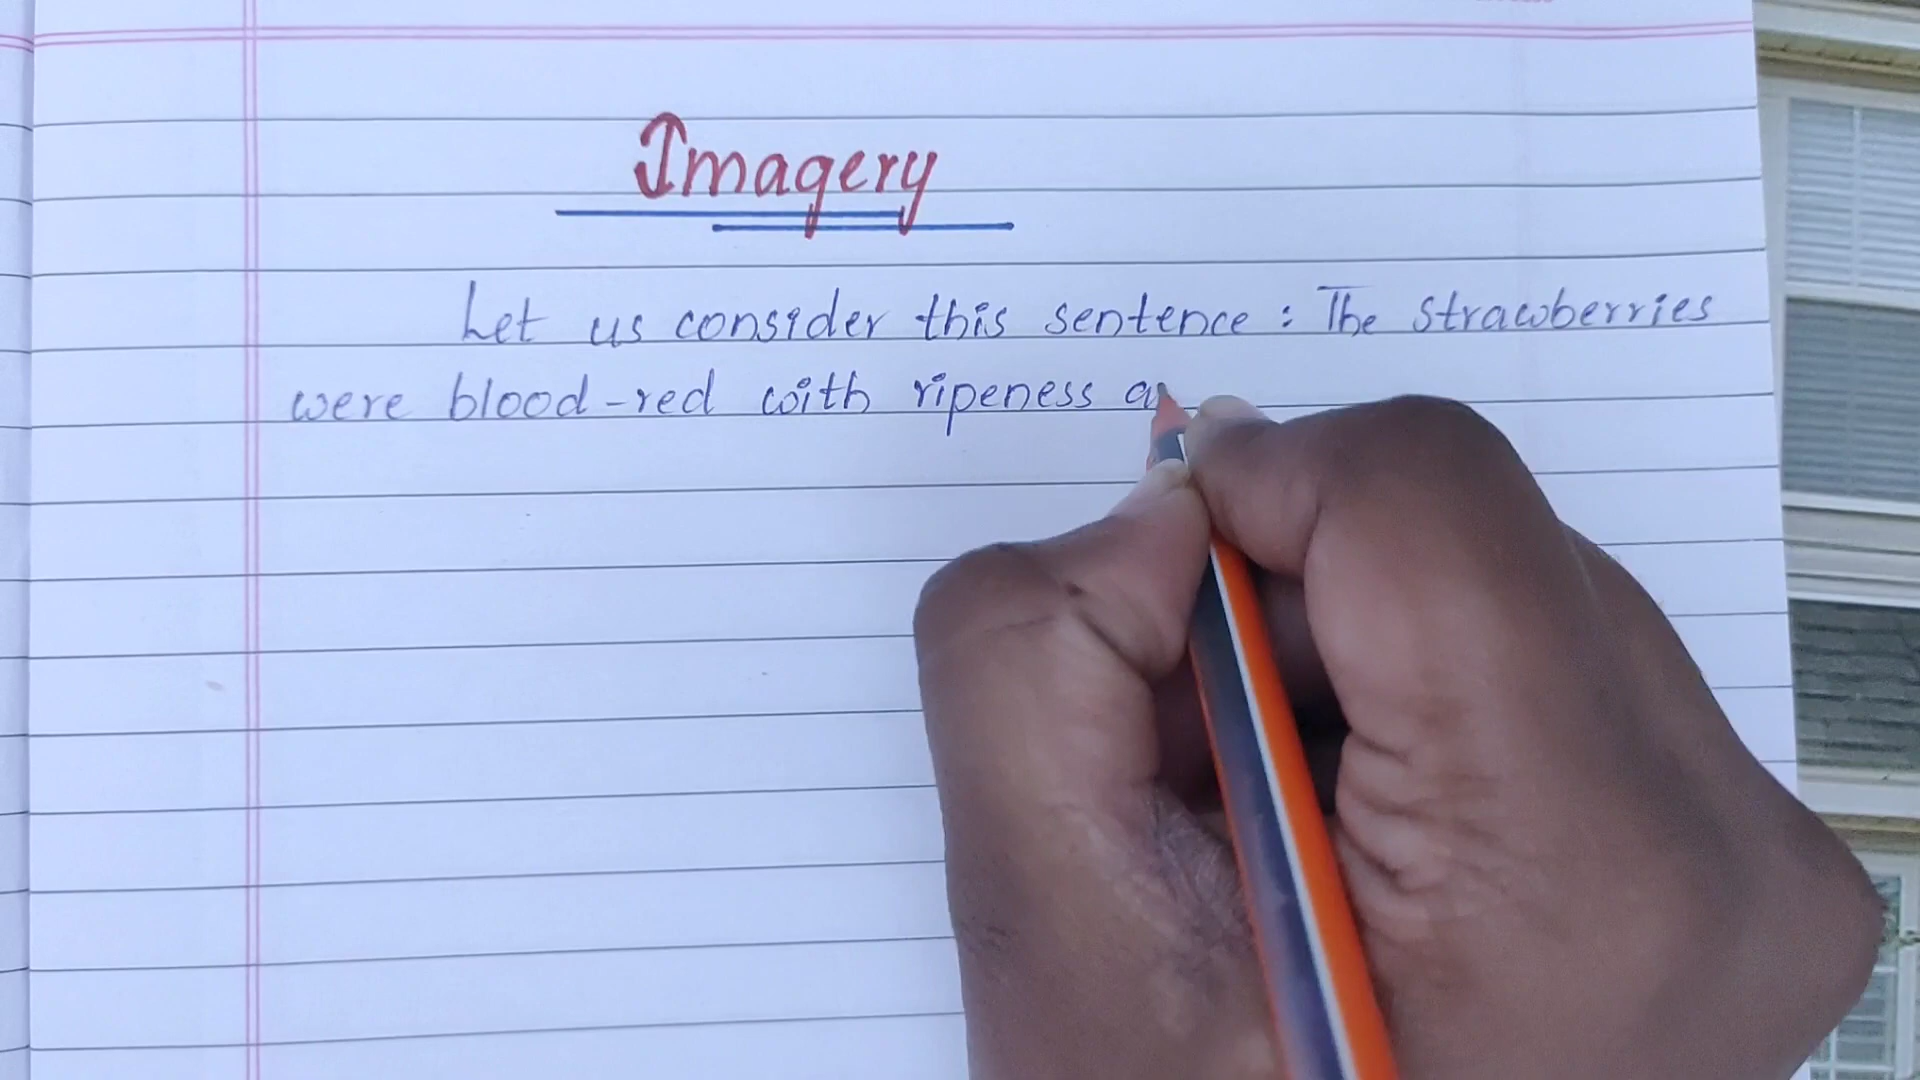 Imagery
Let us consider this sentence : The strawberries
were blood-red with ripeness